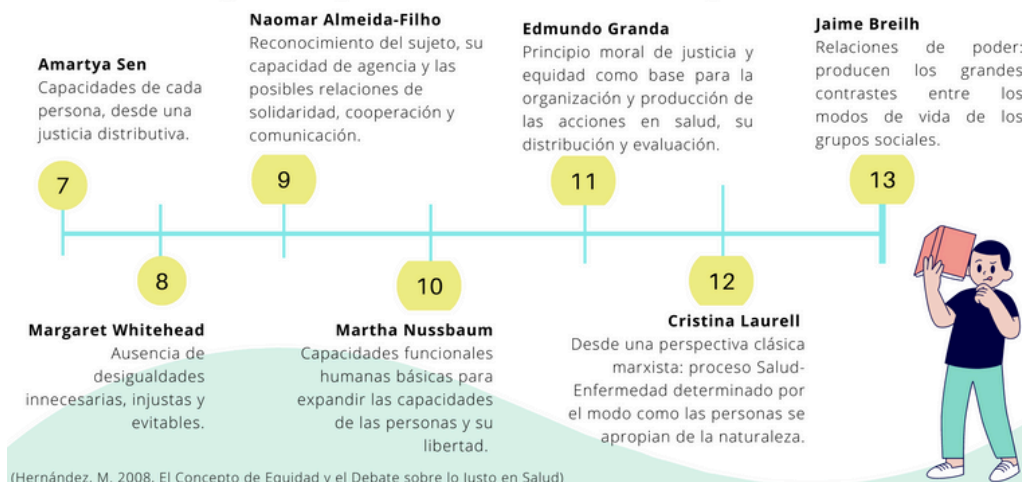 Amartya Sen
Capacidades de cada
persona, desde una
justicia distributiva.
7
Margaret Whitehead
Ausencia de
desigualdades
innecesarias, injustas y
evitables.
8
Naomar Almeida-Filho
Reconocimiento del sujeto, su
capacidad de agencia y las
posibles relaciones de
solidaridad, cooperación y
comunicación.
9
Martha Nussbaum
Capacidades funcionales
humanas básicas para
expandir las capacidades
de las personas y su
libertad.
10
Edmundo Granda
Principio moral de justicia y
equidad como base para la
organización y producción de
las acciones en salud, su
distribución y evaluación.
11
Cristina Laurell
Desde una perspectiva clásica
marxista: proceso Salud-
Enfermedad determinado por
el modo como las personas se
apropian de la naturaleza.
12
Jaime Breilh
Relaciones de poder:
producen los grandes
contrastes entre los
modos de vida de los
grupos sociales.
13
(Hernández, M. 2008. El Concepto de Equidad y el Debate sobre lo Justo en Salud)